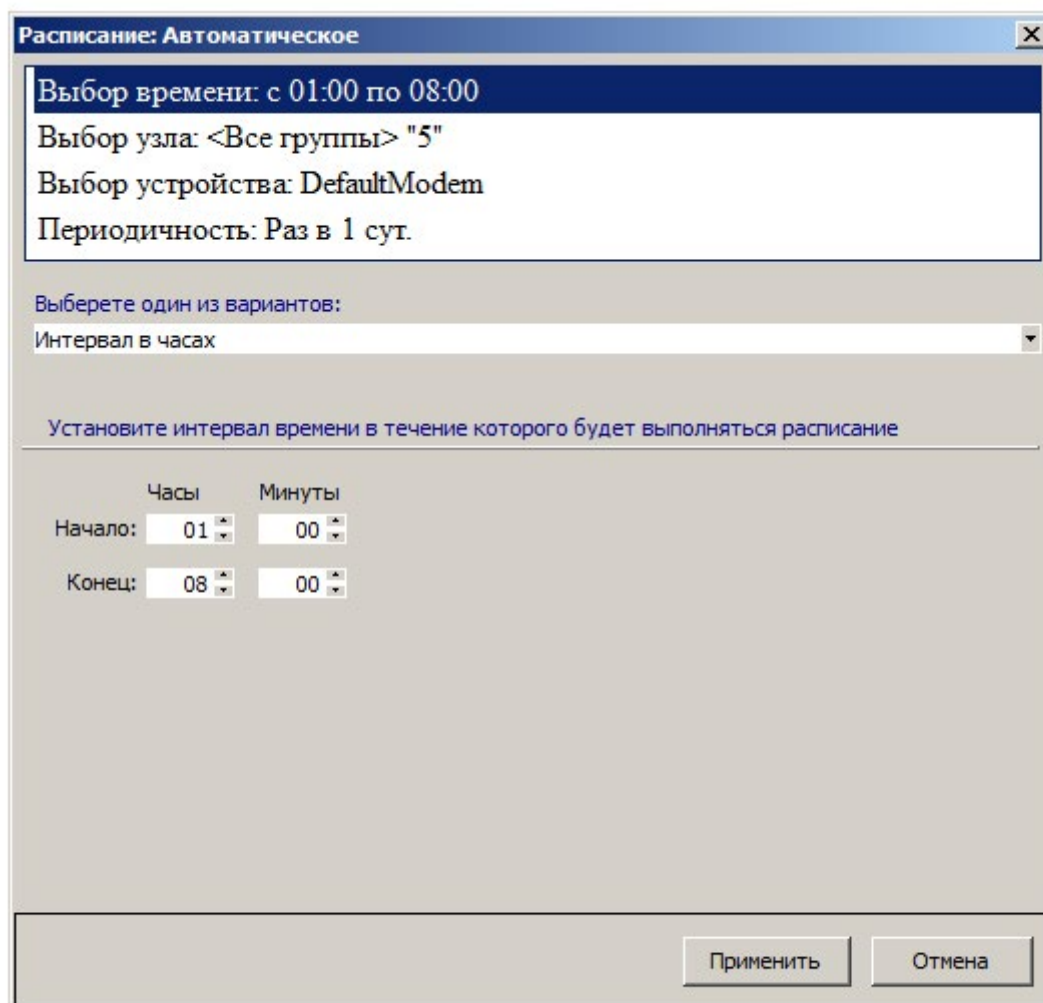 Расписание: Автоматическое
Выбор времени: с 01:00 по 08:00
Выбор узла: <Все группы> "5"
Выбор устройства: DefaultModem
Периодичность: Раз в 1 сут.
Выберете один из вариантов:
Интервал в часах
Установите интервал времени в течение которого будет выполняться расписание
Часы Минуты
Начало: 01 00
Конец: 08 00
Применить Отмена